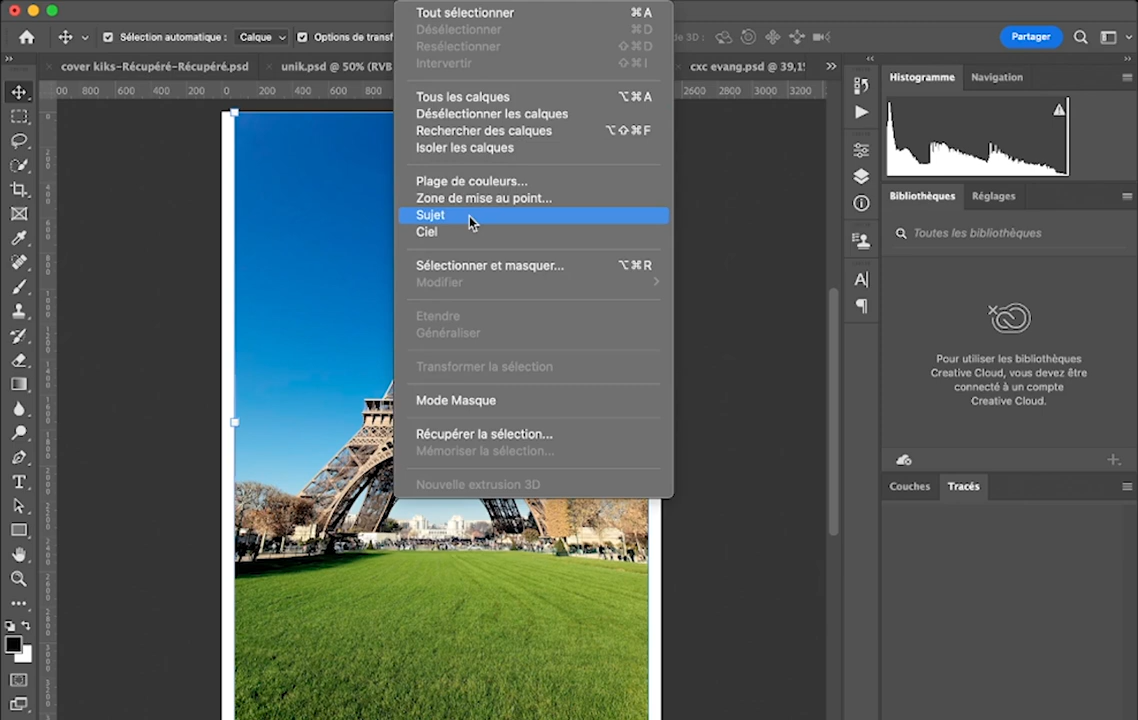 Sélection automatique : Calque Options de transf
de 3D :
Partager
cover kiks-Récupéré-Récupéré.psd
unik.psd @ 50% (RVB
cxc evang.psd @ 39,1
00 800 600 400 200 0 200 400 600 800
2600 2800 3000 3200
Tout sélectionner ⌘A
Désélectionner ⌘D
Resélectionner ⇧⌘D
Intervertir ⇧⌘I
Tous les calques ⌥⌘A
Désélectionner les calques
Rechercher des calques ⌥⇧⌘F
Isoler les calques
Plage de couleurs...
Zone de mise au point...
Sujet
Ciel
Sélectionner et masquer... ⌥⌘R
Modifier
Etendre
Généraliser
Transformer la sélection
Mode Masque
Récupérer la sélection...
Mémoriser la sélection...
Nouvelle extrusion 3D
Histogramme Navigation
Bibliothèques Réglages
Toutes les bibliothèques
Pour utiliser les bibliothèques
Creative Cloud, vous devez être
connecté à un compte
Creative Cloud.
Couches Tracés